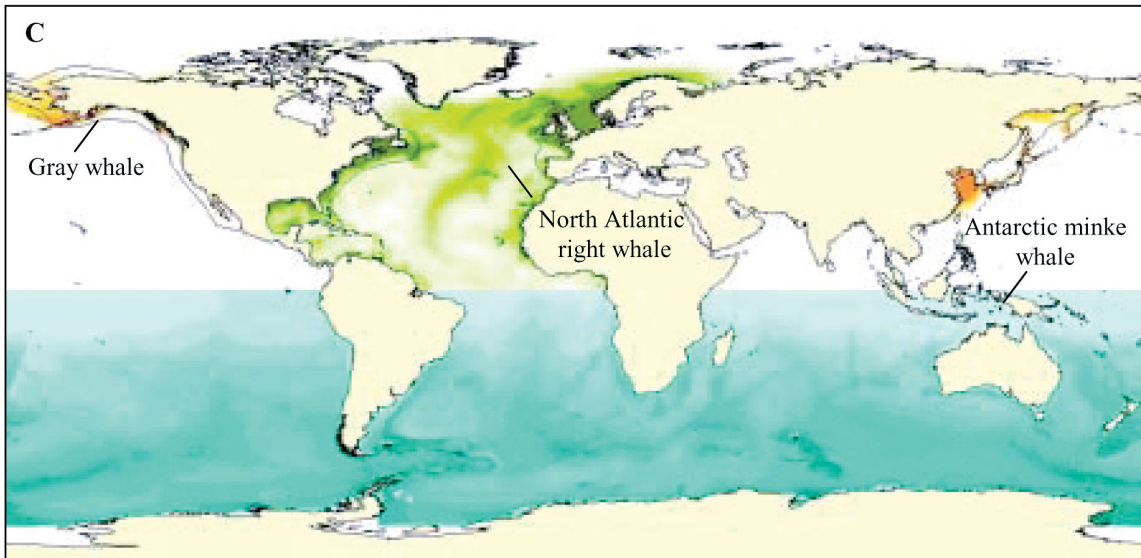 C
Gray whale
North Atlantic
right whale
Antarctic minke
whale